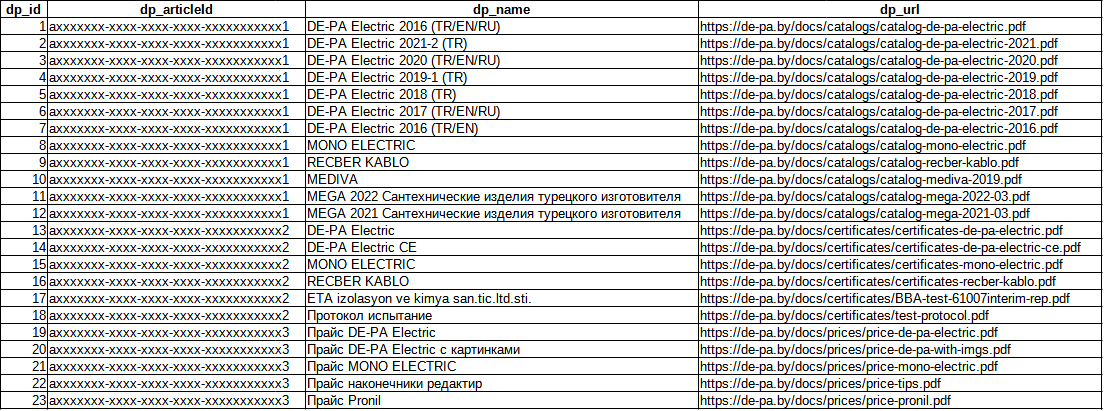 dp_id dp_articleId dp_name dp_url
1 axxxxxxx-xxxx-xxxx-xxxx-xxxxxxxxxxx1 DE-PA Electric 2016 (TR/EN/RU) https://de-pa.by/docs/catalogs/catalog-de-pa-electric.pdf
2 axxxxxxx-xxxx-xxxx-xxxx-xxxxxxxxxxx1 DE-PA Electric 2021-2 (TR) https://de-pa.by/docs/catalogs/catalog-de-pa-electric-2021.pdf
3 axxxxxxx-xxxx-xxxx-xxxx-xxxxxxxxxxx1 DE-PA Electric 2020 (TR/EN/RU) https://de-pa.by/docs/catalogs/catalog-de-pa-electric-2020.pdf
4 axxxxxxx-xxxx-xxxx-xxxx-xxxxxxxxxxx1 DE-PA Electric 2019-1 (TR) https://de-pa.by/docs/catalogs/catalog-de-pa-electric-2019.pdf
5 axxxxxxx-xxxx-xxxx-xxxx-xxxxxxxxxxx1 DE-PA Electric 2018 (TR) https://de-pa.by/docs/catalogs/catalog-de-pa-electric-2018.pdf
6 axxxxxxx-xxxx-xxxx-xxxx-xxxxxxxxxxx1 DE-PA Electric 2017 (TR/EN/RU) https://de-pa.by/docs/catalogs/catalog-de-pa-electric-2017.pdf
7 axxxxxxx-xxxx-xxxx-xxxx-xxxxxxxxxxx1 DE-PA Electric 2016 (TR/EN) https://de-pa.by/docs/catalogs/catalog-de-pa-electric-2016.pdf
8 axxxxxxx-xxxx-xxxx-xxxx-xxxxxxxxxxx1 MONO ELECTRIC https://de-pa.by/docs/catalogs/catalog-mono-electric.pdf
9 axxxxxxx-xxxx-xxxx-xxxx-xxxxxxxxxxx1 RECBER KABLO https://de-pa.by/docs/catalogs/catalog-recber-kablo.pdf
10 axxxxxxx-xxxx-xxxx-xxxx-xxxxxxxxxxx1 MEDIVA https://de-pa.by/docs/catalogs/catalog-mediva-2019.pdf
11 axxxxxxx-xxxx-xxxx-xxxx-xxxxxxxxxxx1 MEGA 2022 Сантехнические изделия турецкого изготовителя https://de-pa.by/docs/catalogs/catalog-mega-2022-03.pdf
12 axxxxxxx-xxxx-xxxx-xxxx-xxxxxxxxxxx1 MEGA 2021 Сантехнические изделия турецкого изготовителя https://de-pa.by/docs/catalogs/catalog-mega-2021-03.pdf
13 axxxxxxx-xxxx-xxxx-xxxx-xxxxxxxxxxx2 DE-PA Electric https://de-pa.by/docs/certificates/certificates-de-pa-electric.pdf
14 axxxxxxx-xxxx-xxxx-xxxx-xxxxxxxxxxx2 DE-PA Electric CE https://de-pa.by/docs/certificates/certificates-de-pa-electric-ce.pdf
15 axxxxxxx-xxxx-xxxx-xxxx-xxxxxxxxxxx2 MONO ELECTRIC https://de-pa.by/docs/certificates/certificates-mono-electric.pdf
16 axxxxxxx-xxxx-xxxx-xxxx-xxxxxxxxxxx2 RECBER KABLO https://de-pa.by/docs/certificates/certificates-recber-kablo.pdf
17 axxxxxxx-xxxx-xxxx-xxxx-xxxxxxxxxxx2 ETA izolasyon ve kimya san.tic.ltd.sti. https://de-pa.by/docs/certificates/BBA-test-61007interim-rep.pdf
18 axxxxxxx-xxxx-xxxx-xxxx-xxxxxxxxxxx2 Протокол испытание https://de-pa.by/docs/certificates/test-protocol.pdf
19 axxxxxxx-xxxx-xxxx-xxxx-xxxxxxxxxxx3 Прайс DE-PA Electric https://de-pa.by/docs/prices/price-de-pa-electric.pdf
20 axxxxxxx-xxxx-xxxx-xxxx-xxxxxxxxxxx3 Прайс DE-PA Electric с картинками https://de-pa.by/docs/prices/price-de-pa-with-imgs.pdf
21 axxxxxxx-xxxx-xxxx-xxxx-xxxxxxxxxxx3 Прайс MONO ELECTRIC https://de-pa.by/docs/prices/price-mono-electric.pdf
22 axxxxxxx-xxxx-xxxx-xxxx-xxxxxxxxxxx3 Прайс наконечники редактир https://de-pa.by/docs/prices/price-tips.pdf
23 axxxxxxx-xxxx-xxxx-xxxx-xxxxxxxxxxx3 Прайс Pronil https://de-pa.by/docs/prices/price-pronil.pdf